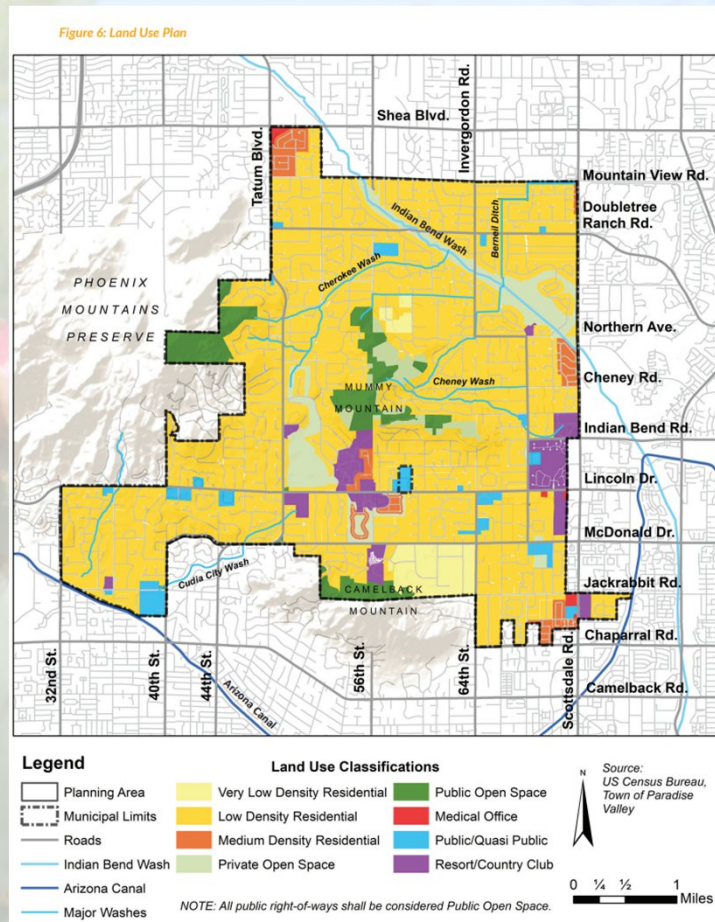 Figure 6: Land Use Plan
Shea Blvd.
Invergordon Rd.
Tatum Blvd.
Mountain View Rd.
Doubletree
Ranch Rd.
Indian Bend Wash
Berneil Ditch
Cherokee Wash
PHOENIX
MOUNTAINS
PRESERVE
Northern Ave.
Cheney Rd.
Cheney Wash
MUMMY
MOUNTAIN
Indian Bend Rd.
Lincoln Dr.
McDonald Dr.
Cudia City Wash
Jackrabbit Rd.
CAMELBACK
MOUNTAIN
Chaparral Rd.
32nd St.
40th St.
44th St.
56th St.
64th St.
Scottsdale Rd.
Camelback Rd.
Arizona Canal
Legend
Planning Area
Municipal Limits
Roads
Indian Bend Wash
Arizona Canal
Major Washes
Land Use Classifications
Very Low Density Residential
Low Density Residential
Medium Density Residential
Private Open Space
Public Open Space
Medical Office
Public/Quasi Public
Resort/Country Club
NOTE: All public right-of-ways shall be considered Public Open Space.
N
Source:
US Census Bureau,
Town of Paradise
Valley
0 ¼ ½ 1
Miles